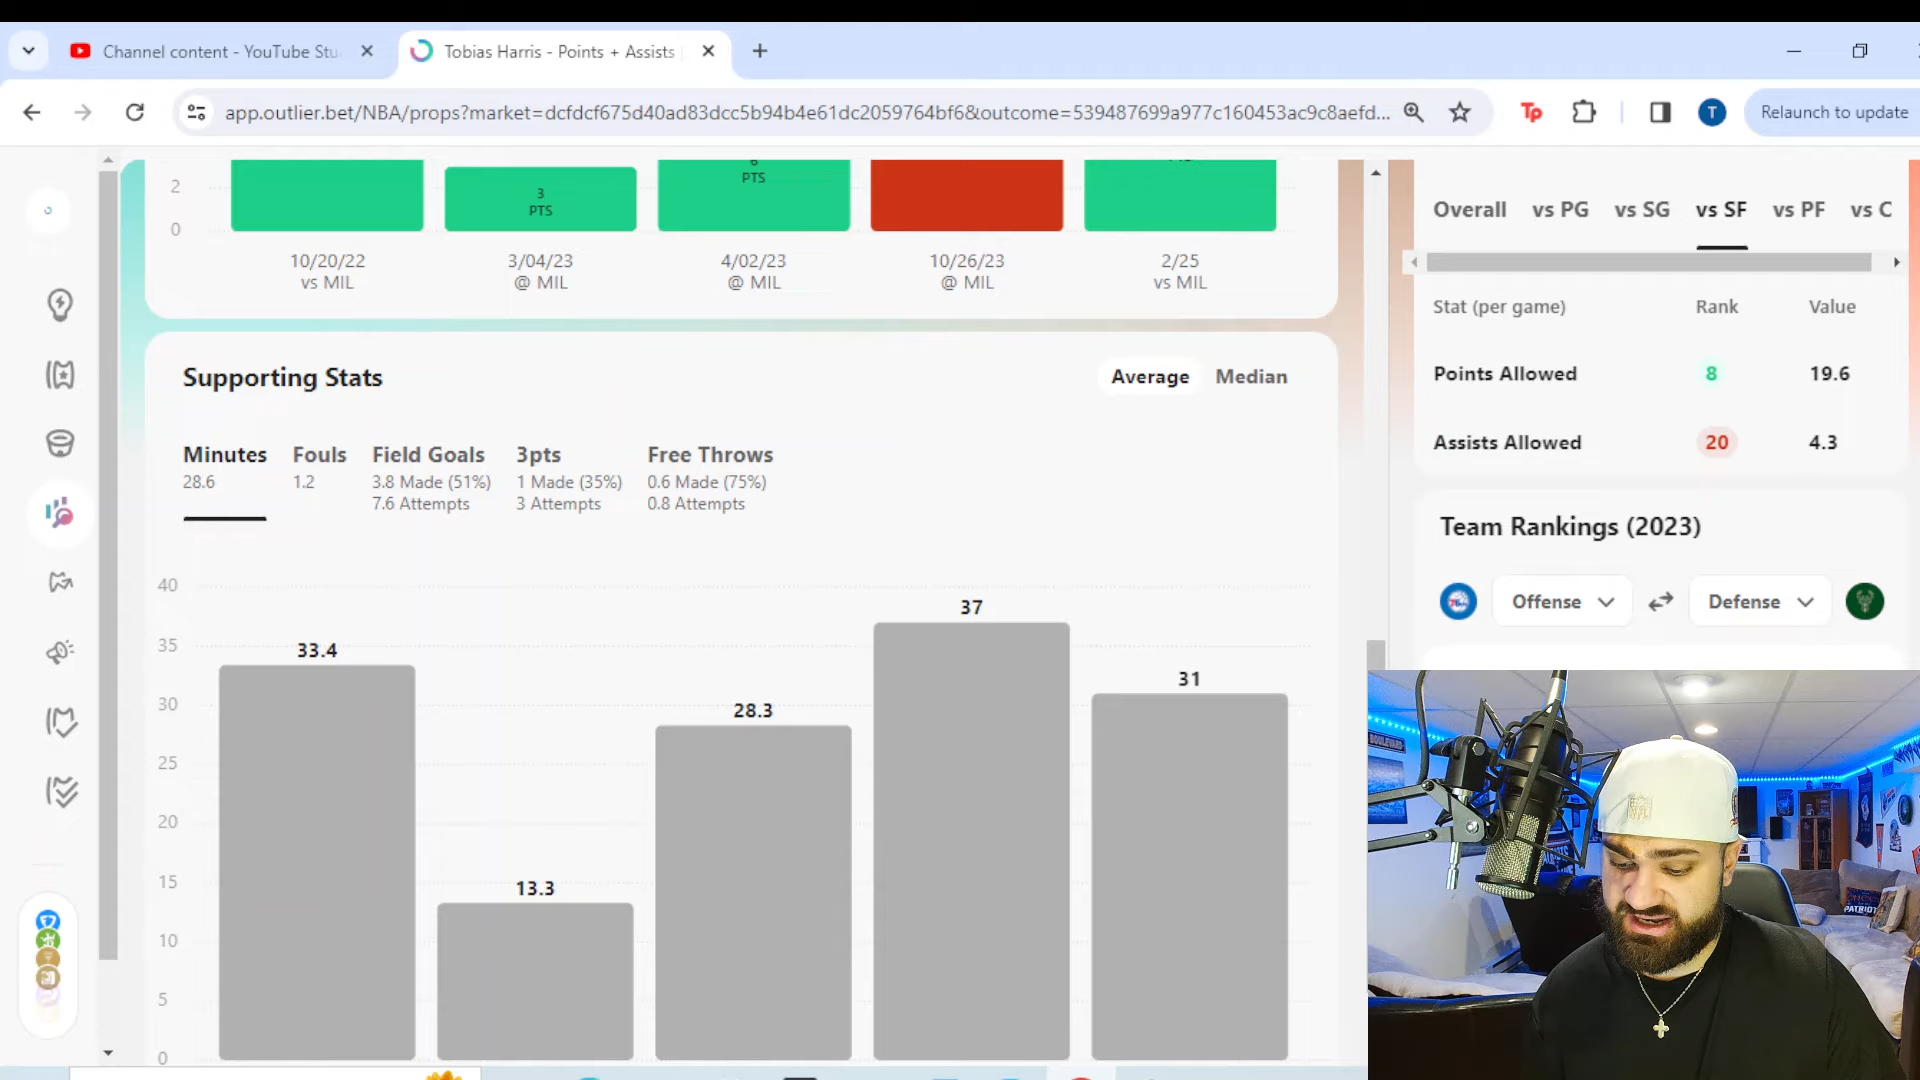 Channel content - YouTube Stu
Tobias Harris - Points + Assists
app.outlier.bet/NBA/props?market=dcfdcf675d40ad83dcc5b94b4e61dc2059764bf6&outcome=539487699a977c160453ac9c8aefd...
Tp
T
Relaunch to update
2
0
3
PTS
6
PTS
10/20/22
vs MIL
3/04/23
@ MIL
4/02/23
@ MIL
10/26/23
@ MIL
2/25
vs MIL
Supporting Stats
Average
Median
Minutes
28.6
Fouls
1.2
Field Goals
3.8 Made (51%)
7.6 Attempts
3pts
1 Made (35%)
3 Attempts
Free Throws
0.6 Made (75%)
0.8 Attempts
40
35
30
25
20
15
10
5
0
33.4
13.3
28.3
37
31
Overall
vs PG
vs SG
vs SF
vs PF
vs C
Stat (per game)
Rank
Value
Points Allowed
8
19.6
Assists Allowed
20
4.3
Team Rankings (2023)
Offense
Defense
BOULEVARD
NFL
PATRIOT